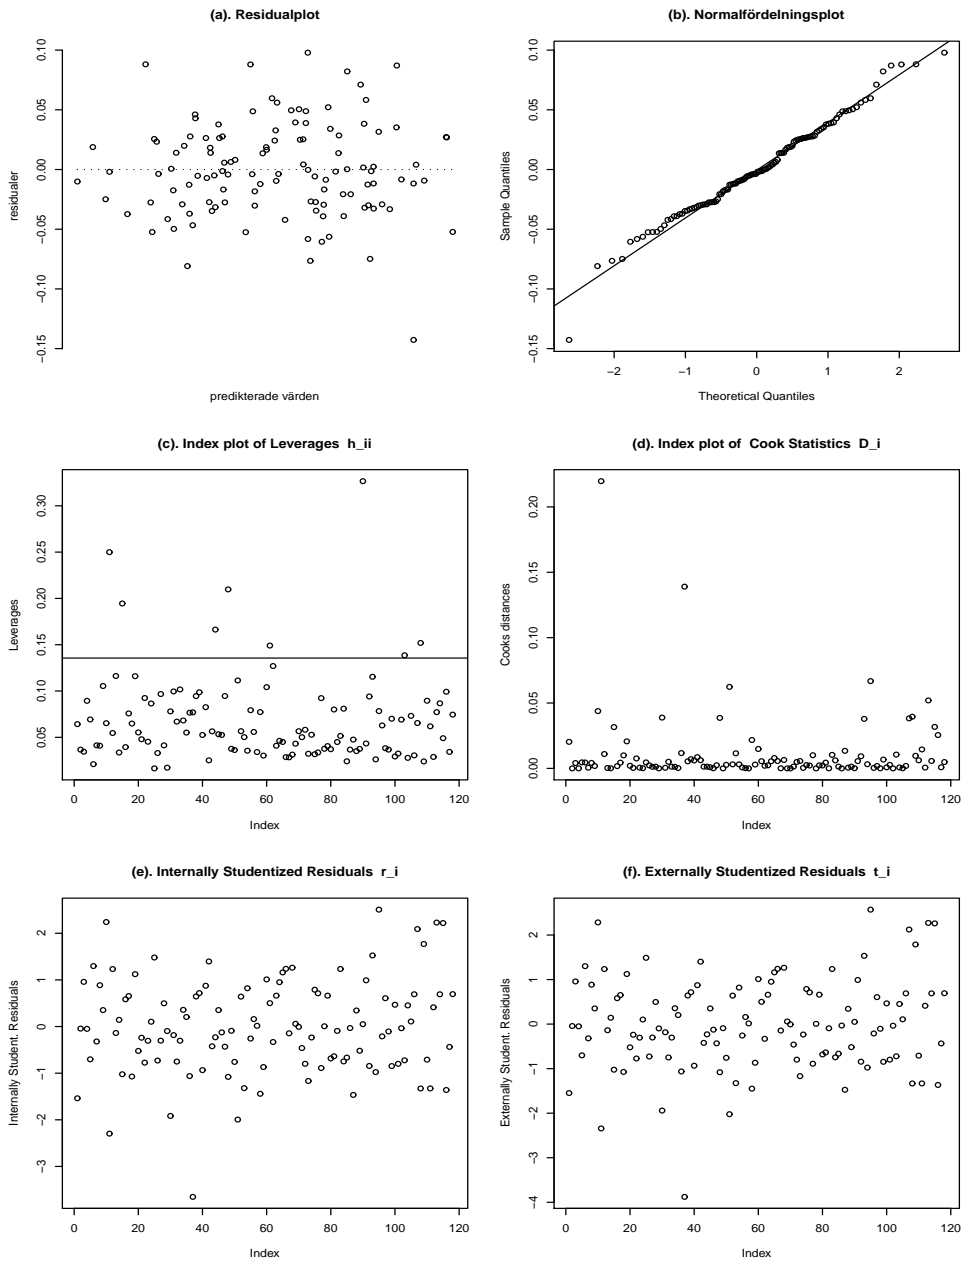 (a). Residualplot
residualer
0.10
0.05
0.00
−0.05
−0.10
−0.15
predikterade värden
(b). Normalfördelningsplot
Sample Quantiles
0.10
0.05
0.00
−0.05
−0.10
−0.15
−2 −1 0 1 2
Theoretical Quantiles
(c). Index plot of Leverages h_ii
Leverages
0.30
0.25
0.20
0.15
0.10
0.05
0 20 40 60 80 100 120
Index
(d). Index plot of Cook Statistics D_i
Cooks distances
0.20
0.15
0.10
0.05
0.00
0 20 40 60 80 100 120
Index
(e). Internally Studentized Residuals r_i
Internally Student. Residuals
2
1
0
−1
−2
−3
0 20 40 60 80 100 120
Index
(f). Externally Studentized Residuals t_i
Externally Student. Residuals
2
1
0
−1
−2
−3
−4
0 20 40 60 80 100 120
Index